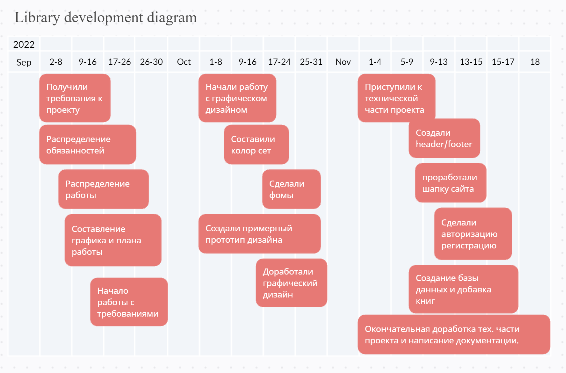 Library development diagram
2022
Sep 2-8 9-16 17-26 26-30 Oct 1-8 9-16 17-24 25-31 Nov 1-4 5-9 9-13 13-15 15-17 18
Получили
требования к
проекту
Начали работу
с графическом
дизайном
Приступили к
технической
части проекта
Распределение
обязанностей
Составили
колор сет
Создали
header/footer
Распределение
работы
Сделали
фомы
проработали
шапку сайта
Составление
графика и плана
работы
Создали примерный
прототип дизайна
Сделали
авторизацию
регистрацию
Начало
работы с
требованиями
Доработали
графический
дизайн
Создание базы
данных и добавка
книг
Окончательная доработка тех. части
проекта и написание документации.